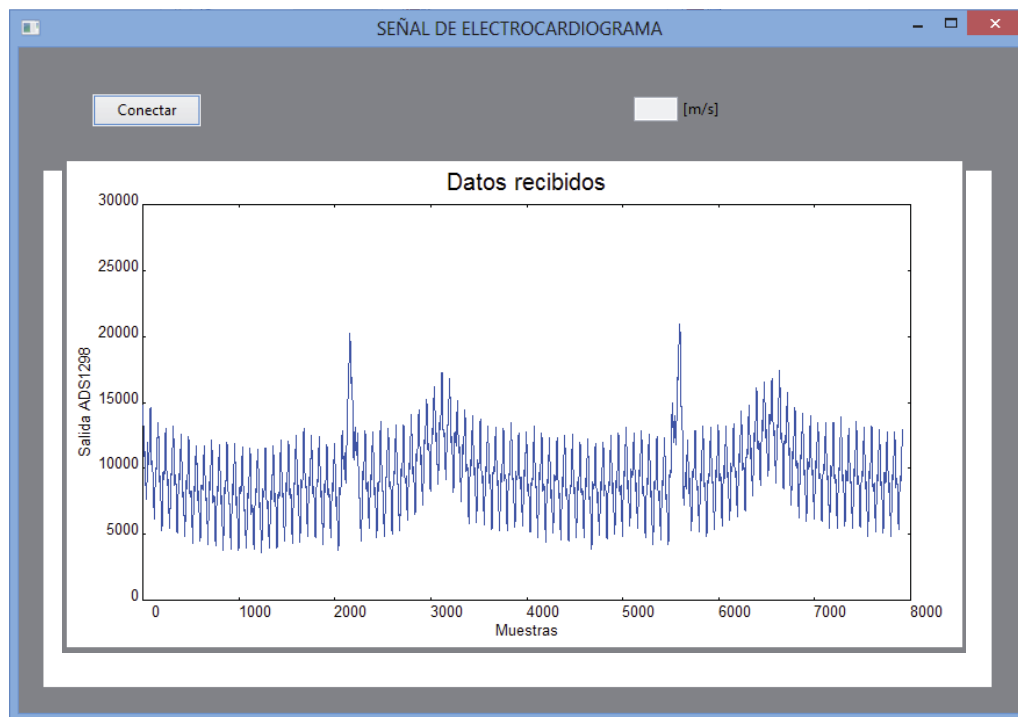 SEÑAL DE ELECTROCARDIOGRAMA
Conectar
[m/s]
Datos recibidos
30000
25000
20000
15000
10000
5000
0
Salida ADS1298
0 1000 2000 3000 4000 5000 6000 7000 8000
Muestras